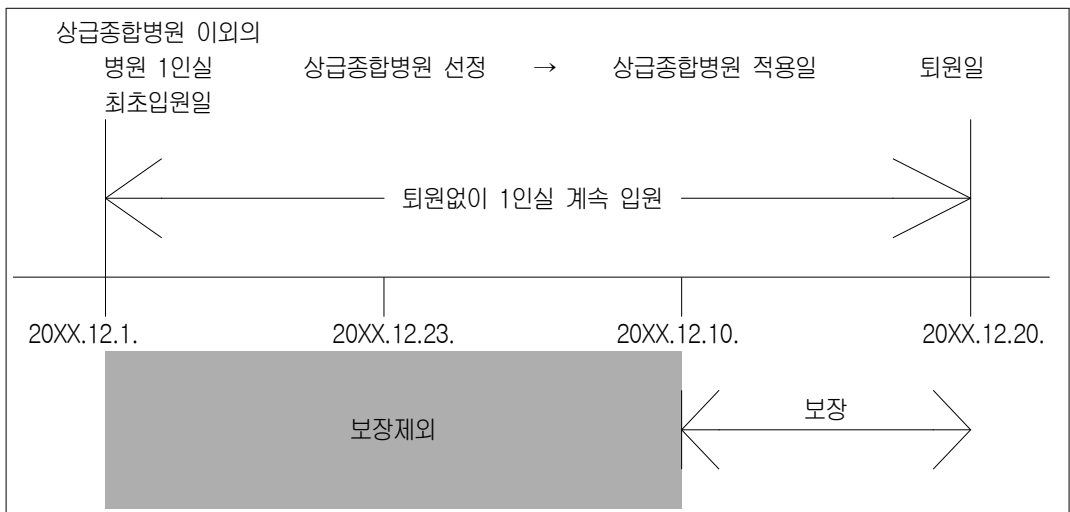 상급종합병원 이외의
병원 1인실 상급종합병원 선정 → 상급종합병원 적용일 퇴원일
최초입원일
퇴원없이 1인실 계속 입원
20XX.12.1. 20XX.12.23. 20XX.12.10. 20XX.12.20.
보장제외 보장